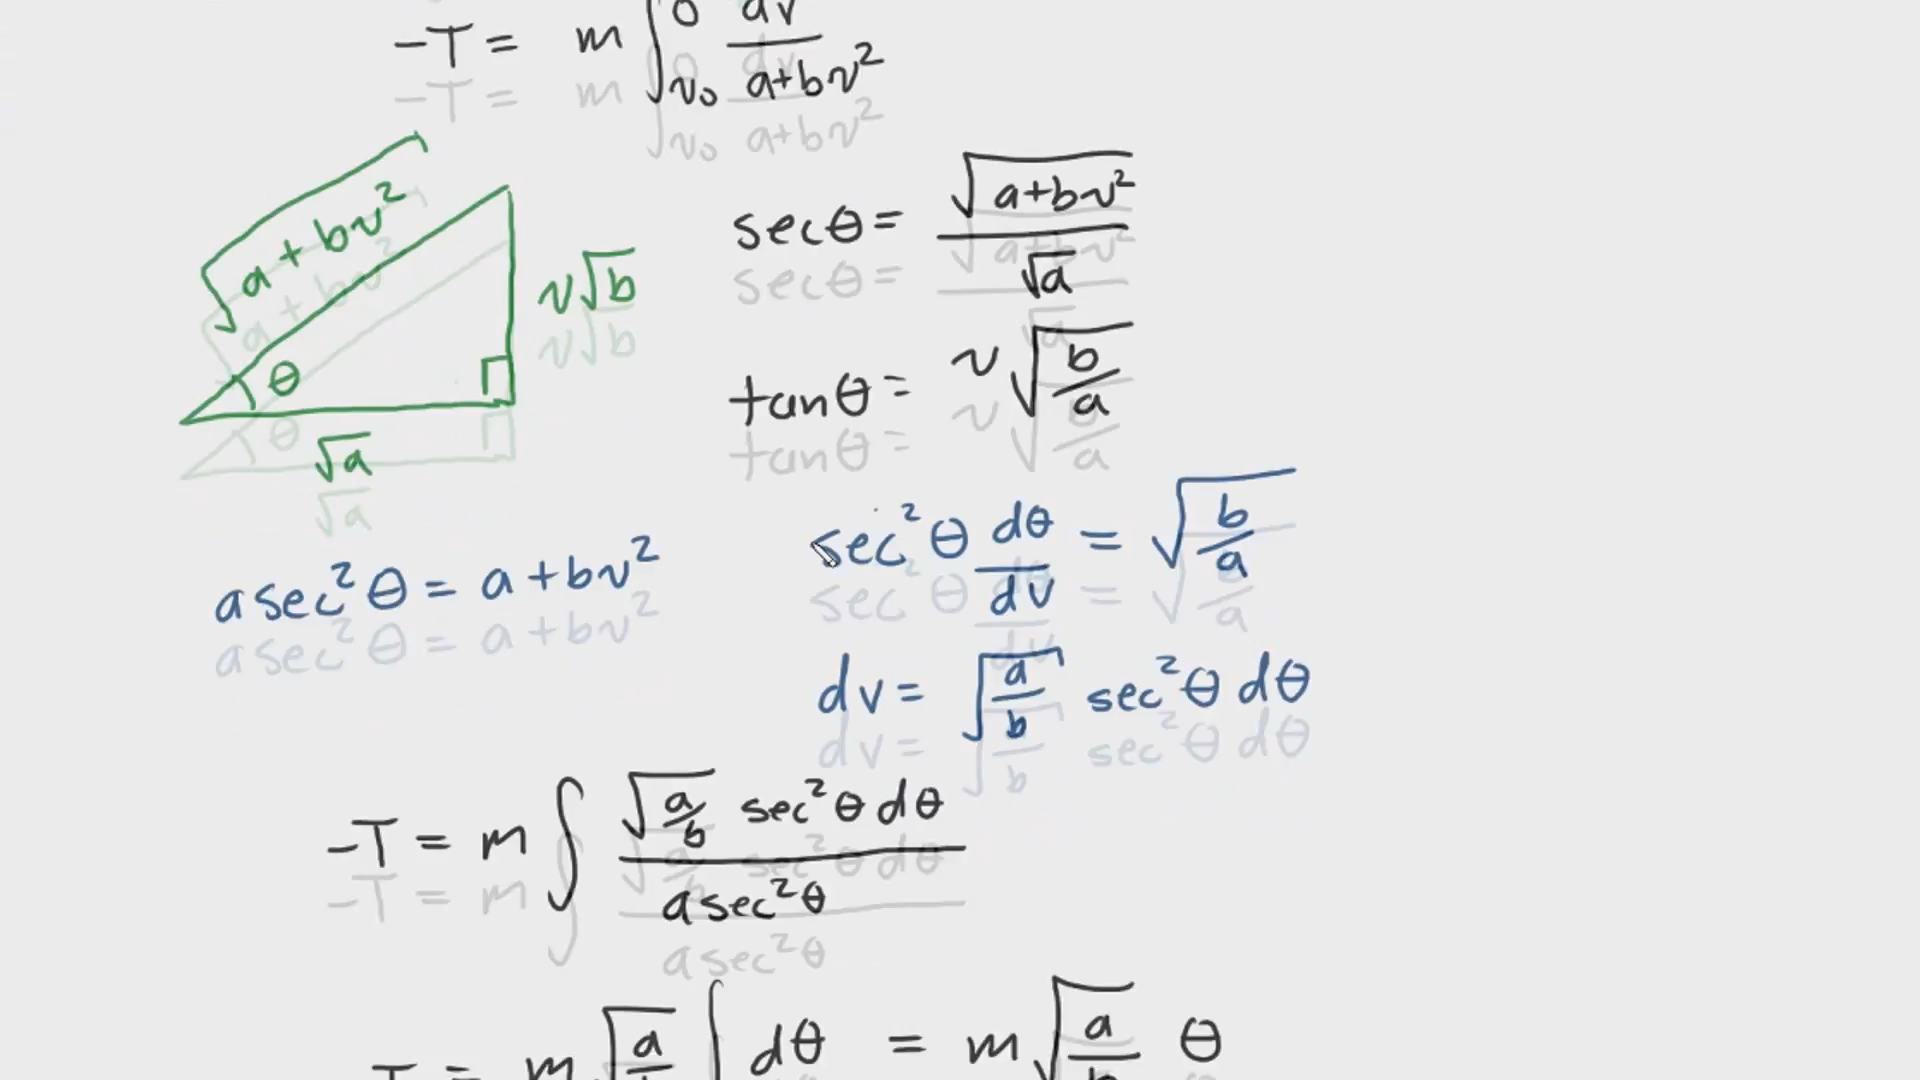 -T = m ∫_{v₀}^{0} dv / (a+bv²)
√(a + bv²)
v√b
θ
√a
secθ = √(a+bv²) / √a
tanθ = v √(b/a)
a sec²θ = a + bv²
sec²θ dθ/dv = √(b/a)
dv = √(a/b) sec²θ dθ
-T = m ∫ (√(a/b) sec²θ dθ) / (a sec²θ)
T = m √a ∫ dθ = m √(a/b) θ